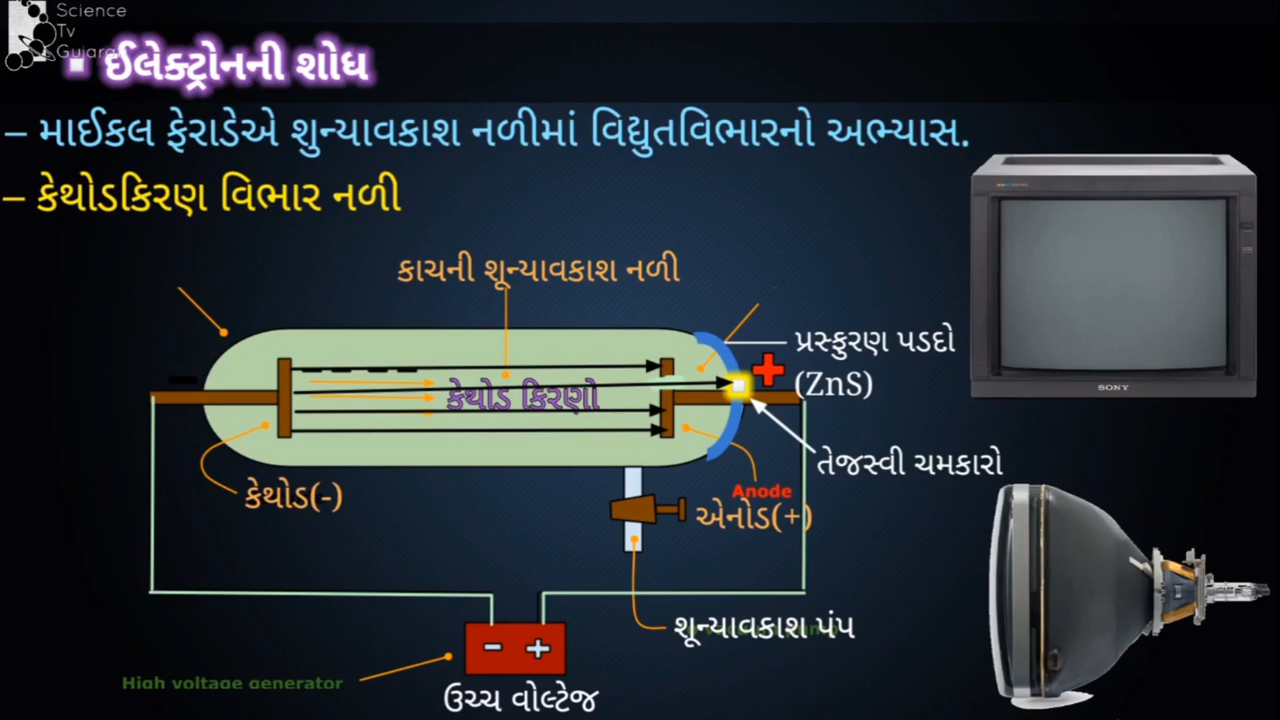 Science
Tv
Gujarat
ઈલેક્ટ્રોનની શોધ
– માઈકલ ફેરાડેએ શુન્યાવકાશ નળીમાં વિદ્યુતવિભારનો અભ્યાસ.
– કેથોડકિરણ વિભાર નળી
કાચની શૂન્યાવકાશ નળી
પ્રસ્ફુરણ પડદો
(ZnS)
કેથોડ કિરણો
SONY
તેજસ્વી ચમકારો
કેથોડ(-)
Anode
એનોડ(+)
શૂન્યાવકાશ પંપ
High voltage generator
ઉચ્ચ વોલ્ટેજ